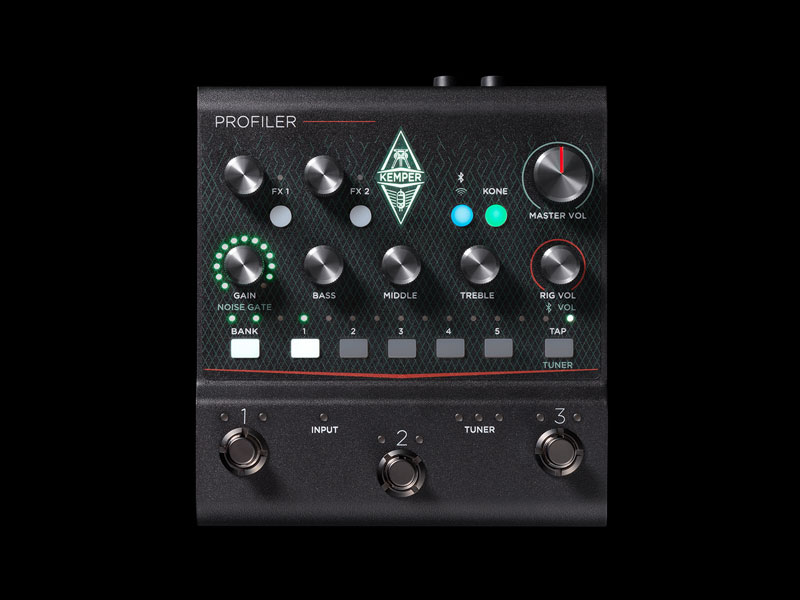 PROFILER
KEMPER
FX 1
FX 2
KONE
MASTER VOL
GAIN
NOISE GATE
BASS
MIDDLE
TREBLE
RIG VOL
VOL
BANK
1
2
3
4
5
TAP
TUNER
1
INPUT
2
TUNER
3